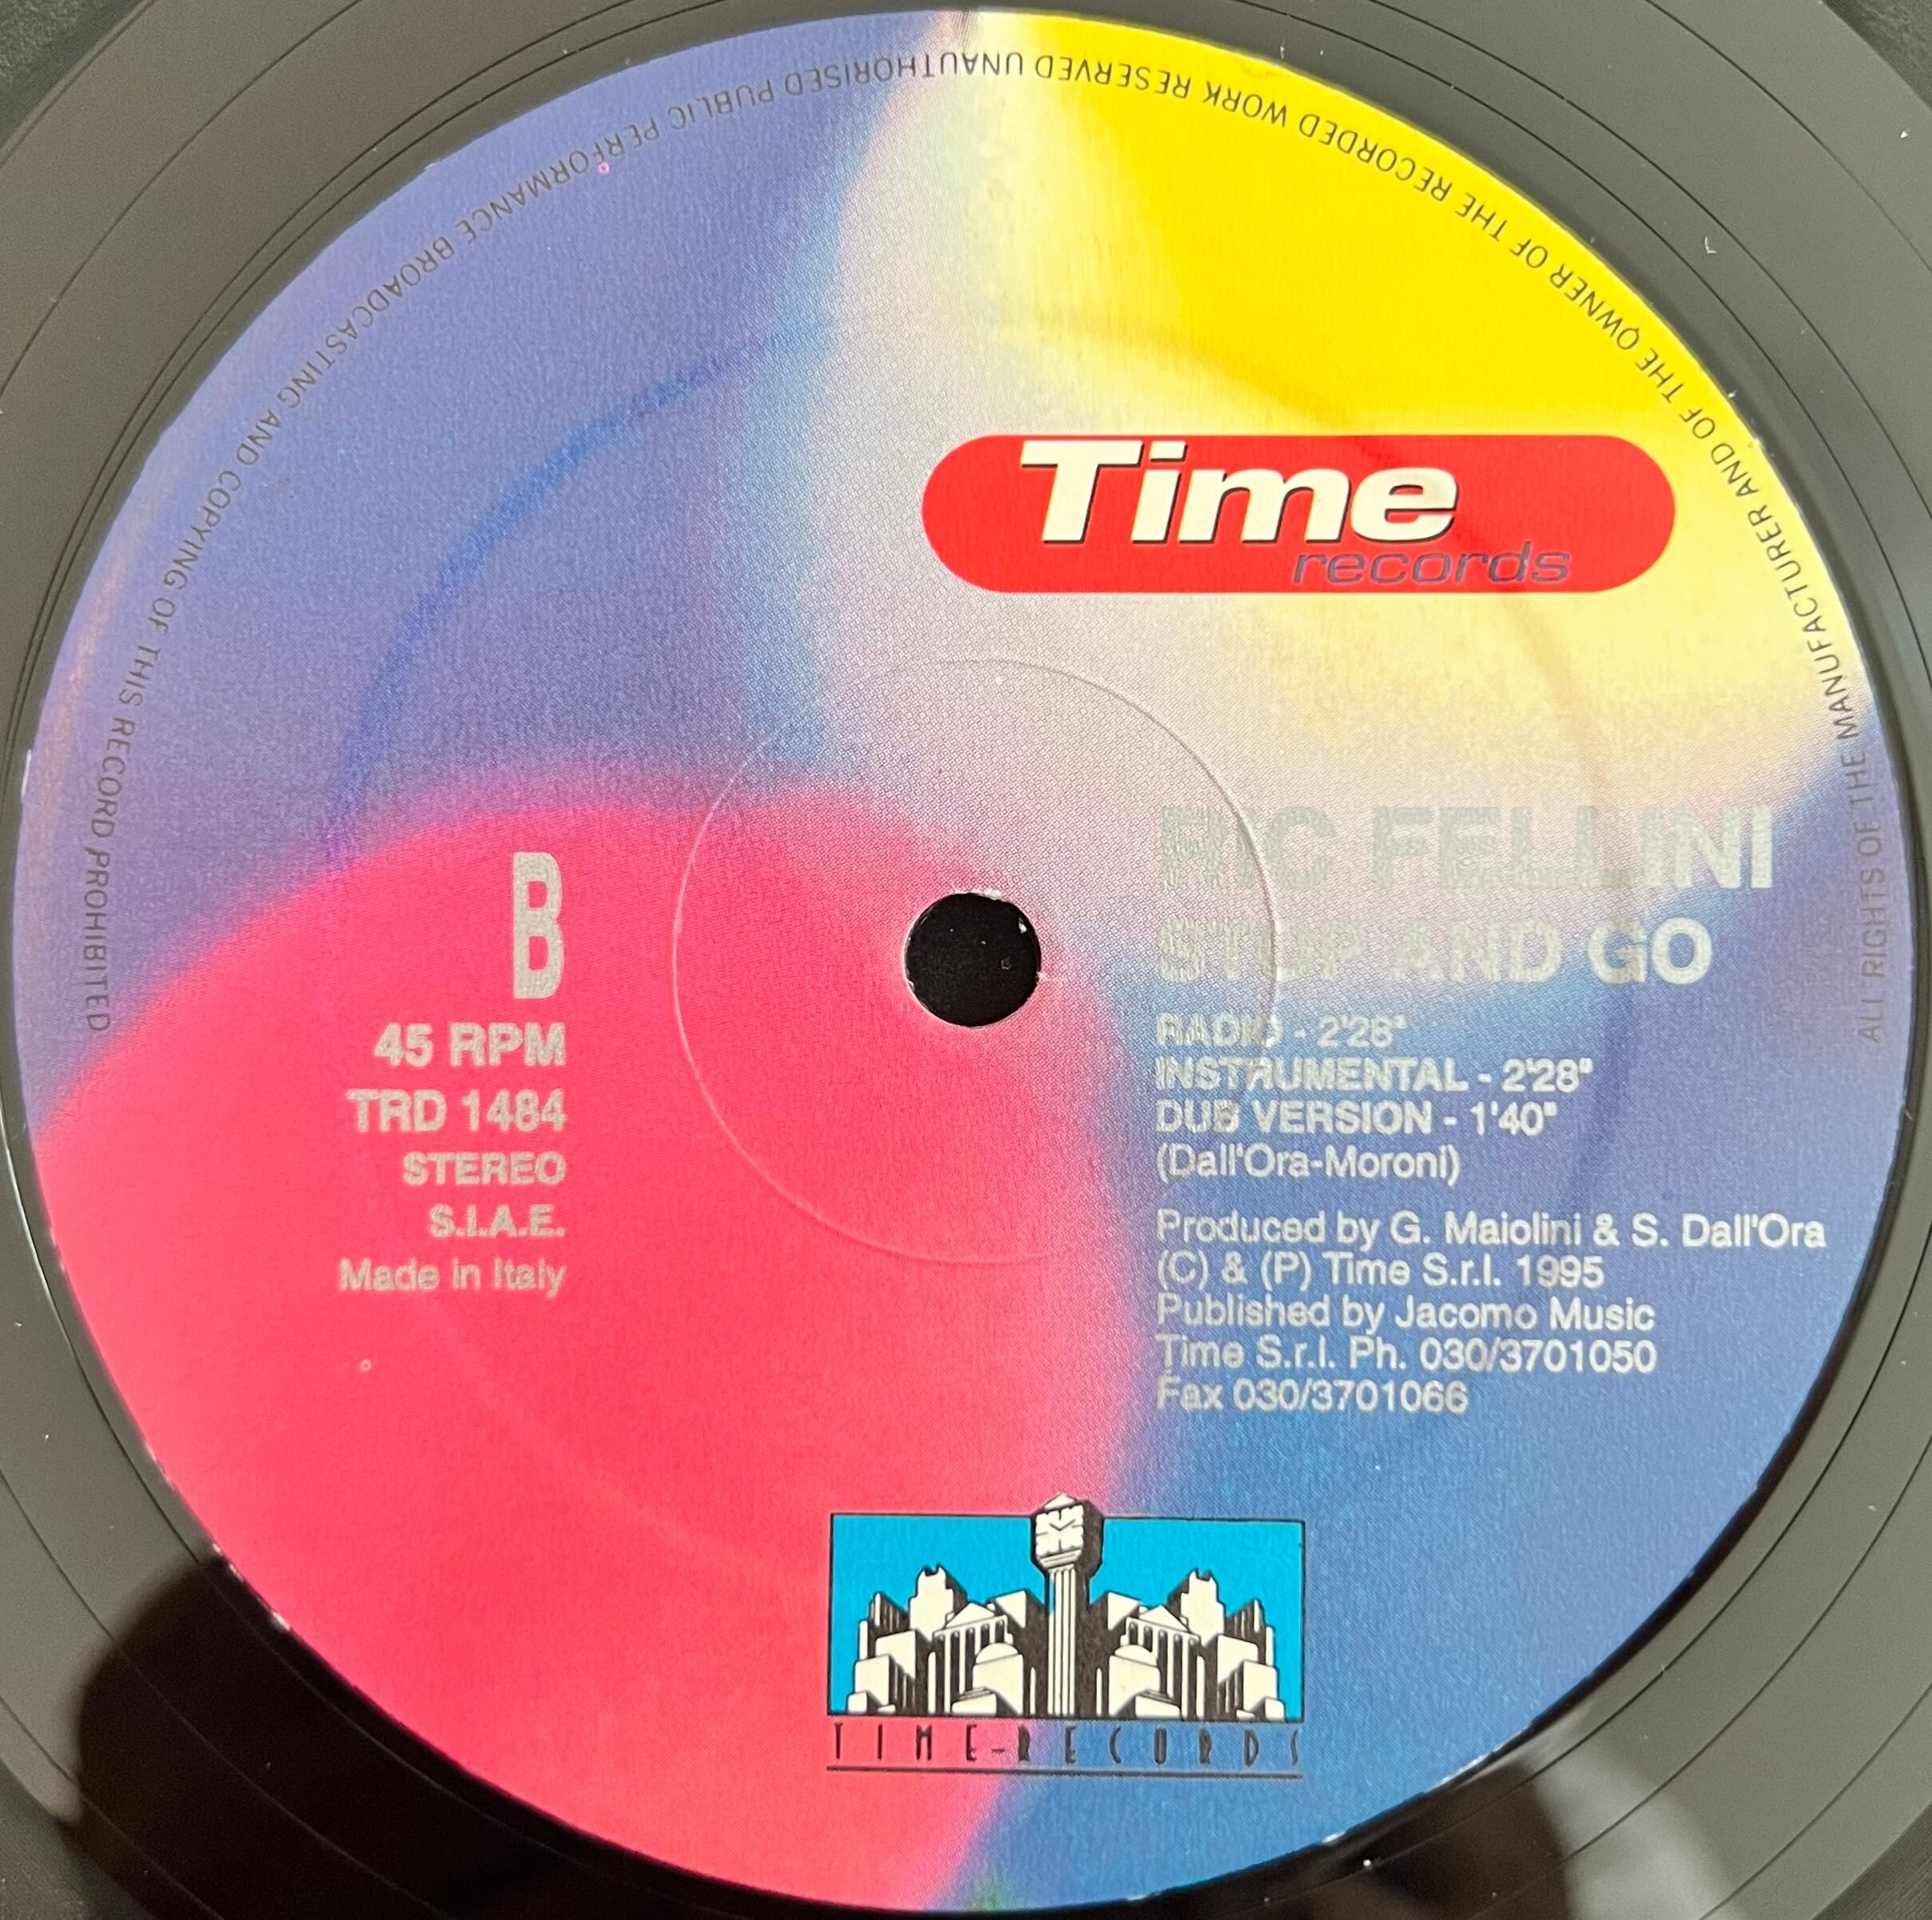 ALL RIGHTS OF THE MANUFACTURER AND OF THE OWNER OF THE RECORDED WORK RESERVED UNAUTHORISED PUBLIC PERFORMANCE BROADCASTING AND COPYING OF THIS RECORD PROHIBITED
Time
records
B
45 RPM
TRD 1484
STEREO
S.I.A.E.
Made in Italy
RIC FELLINI
STOP AND GO
RADIO - 2'26"
INSTRUMENTAL - 2'28"
DUB VERSION - 1'40"
(Dall'Ora-Moroni)
Produced by G. Maiolini & S. Dall'Ora
(C) & (P) Time S.r.l. 1995
Published by Jacomo Music
Time S.r.l. Ph. 030/3701050
Fax 030/3701066
TIME-RECORDS